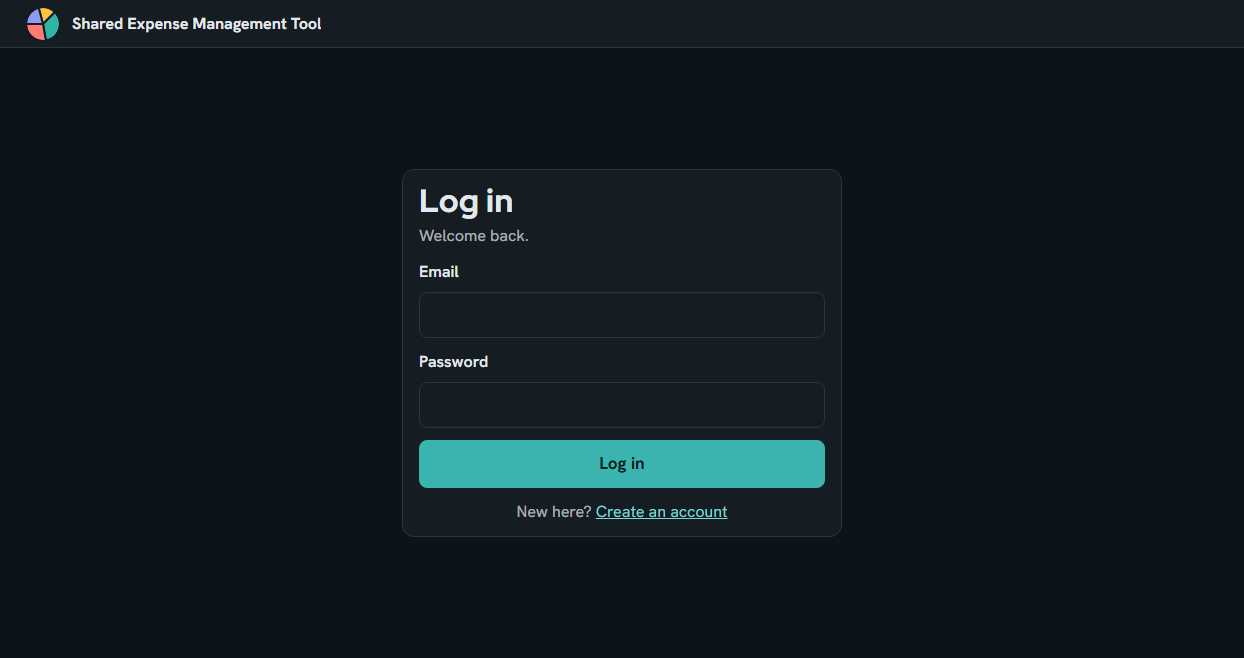 Shared Expense Management Tool
Log in
Welcome back.
Email
Password
Log in
New here? Create an account